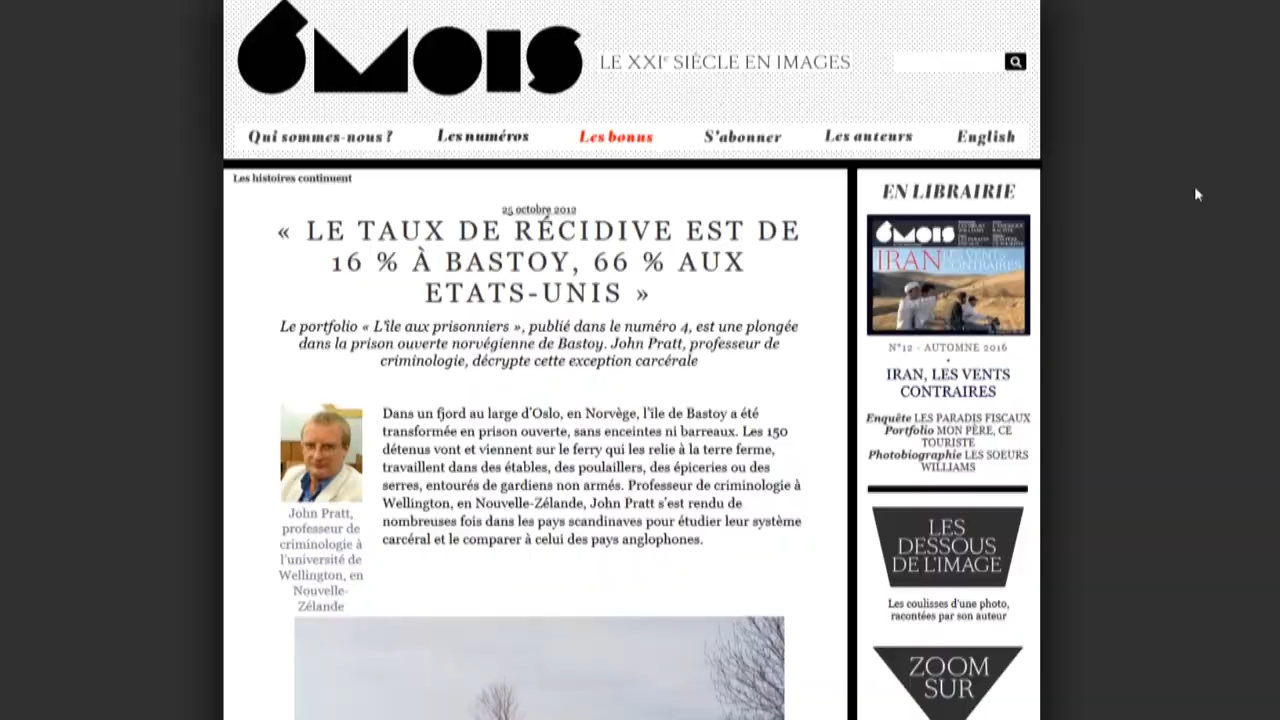 6MOIS
LE XXIe SIÈCLE EN IMAGES
Qui sommes-nous ? Les numéros Les bonus S'abonner Les auteurs English
Les histoires continuent
25 octobre 2012
« LE TAUX DE RÉCIDIVE EST DE
16 % À BASTOY, 66 % AUX
ETATS-UNIS »
Le portfolio « L'île aux prisonniers », publié dans le numéro 4, est une plongée
dans la prison ouverte norvégienne de Bastoy. John Pratt, professeur de
criminologie, décrypte cette exception carcérale
John Pratt,
professeur de
criminologie à
l'université de
Wellington, en
Nouvelle-
Zélande
Dans un fjord au large d'Oslo, en Norvège, l'île de Bastoy a été
transformée en prison ouverte, sans enceintes ni barreaux. Les 150
détenus vont et viennent sur le ferry qui les relie à la terre ferme,
travaillent dans des étables, des poulaillers, des épiceries ou des
serres, entourés de gardiens non armés. Professeur de criminologie à
Wellington, en Nouvelle-Zélande, John Pratt s'est rendu de
nombreuses fois dans les pays scandinaves pour étudier leur système
carcéral et le comparer à celui des pays anglophones.
EN LIBRAIRIE
6MOIS
IRAN LES VENTS
CONTRAIRES
N°12 - AUTOMNE 2016
IRAN, LES VENTS
CONTRAIRES
Enquête LES PARADIS FISCAUX
Portfolio MON PÈRE, CE
TOURISTE
Photobiographie LES SOEURS
WILLIAMS
LES
DESSOUS
DE L'IMAGE
Les coulisses d'une photo,
racontées par son auteur
ZOOM
SUR